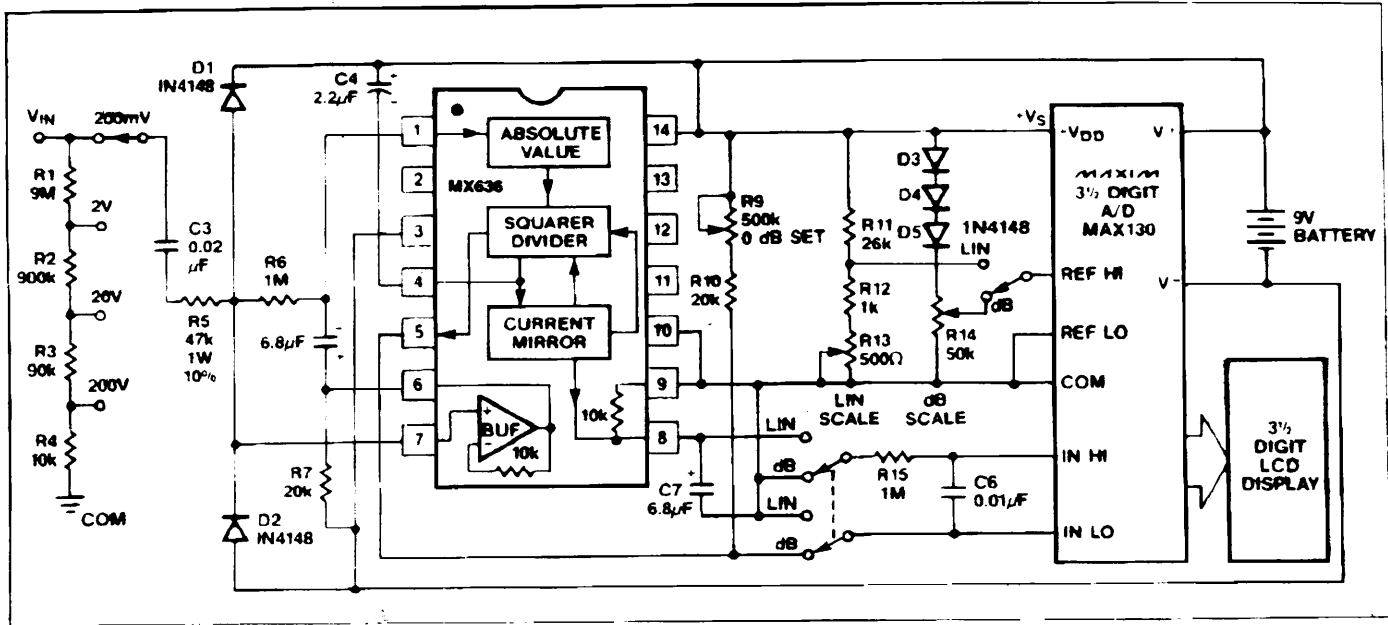 D1
IN4148
VIN
200mV
R1
9M
2V
R2
900k
20V
R3
90k
200V
R4
10k
COM
C3
0.02
µF
R5
47k
1W
10%
R6
1M
6.8µF
R7
20k
D2
IN4148
C4
2.2µF
+
−
1
2
3
4
5
6
7
14
13
12
11
10
9
8
MX636
ABSOLUTE
VALUE
SQUARER
DIVIDER
CURRENT
MIRROR
BUF
+
−
10k
10k
R9
500k
0 dB SET
R10
20k
R11
26k
R12
1k
R13
500Ω
LIN
SCALE
D3
D4
D5
1N4148
LIN
dB
R14
50k
dB
SCALE
LIN
dB
LIN
dB
C7
6.8µF
+
R15
1M
C6
0.01µF
+VS
+VDD
V+
MAXIM
3½ DIGIT
A/D
MAX130
REF HI
V−
REF LO
COM
IN HI
IN LO
9V
BATTERY
3½
DIGIT
LCD
DISPLAY